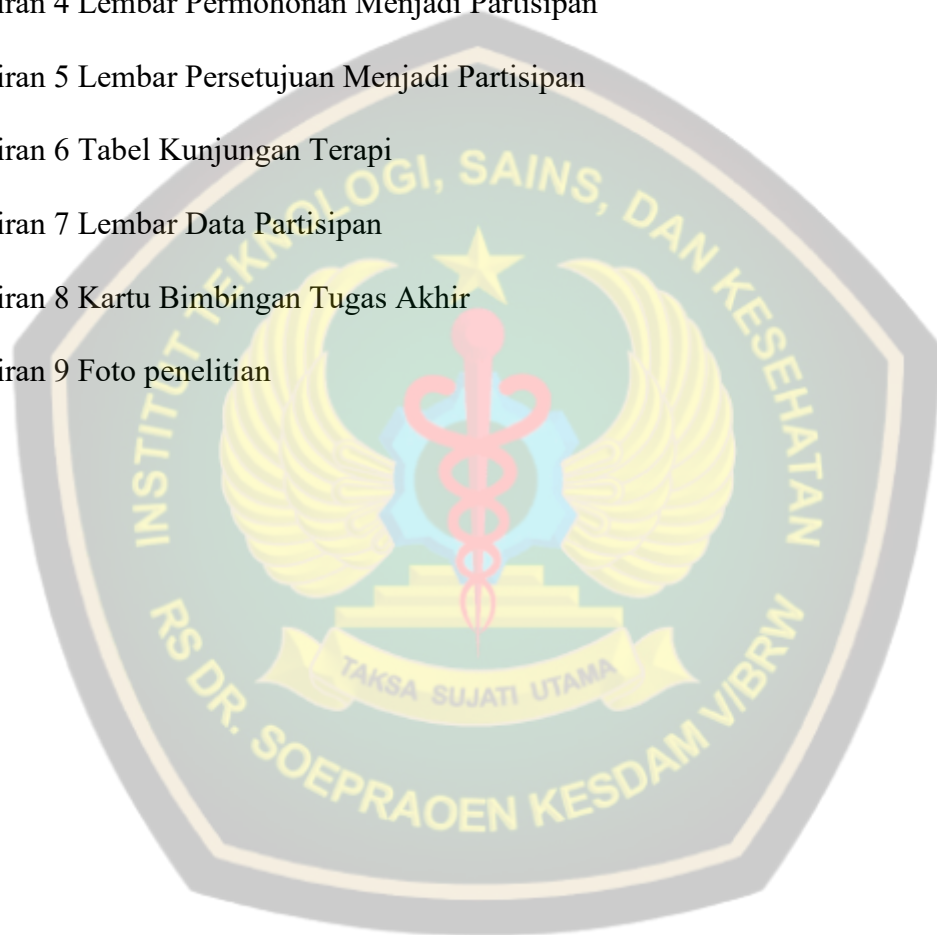 iran 4 Lembar Permohonan Menjadi Partisipan
iran 5 Lembar Persetujuan Menjadi Partisipan
iran 6 Tabel Kunjungan Terapi
iran 7 Lembar Data Partisipan
iran 8 Kartu Bimbingan Tugas Akhir
iran 9 Foto penelitian
INSTITUT TEKNOLOGI, SAINS, DAN KESEHATAN
TAKSA SUJATI UTAMA
RS DR. SOEPRAOEN KESDAM V/BRW